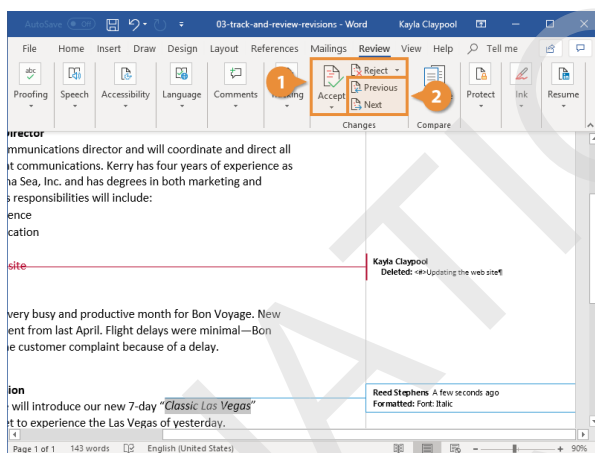 AutoSave Off 03-track-and-review-revisions - Word Kayla Claypool
File Home Insert Draw Design Layout References Mailings Review View Help Tell me
abc
Proofing Speech Accessibility Language Comments Accept Reject Previous Next Protect Ink Resume
1
2
Changes Compare
Director
mmunications director and will coordinate and direct all
t communications. Kerry has four years of experience as
na Sea, Inc. and has degrees in both marketing and
s responsibilities will include:
ence
cation
site
Kayla Claypool
Deleted: <#>Updating the web site¶
very busy and productive month for Bon Voyage. New
ent from last April. Flight delays were minimal—Bon
e customer complaint because of a delay.
ion
Reed Stephens A few seconds ago
will introduce our new 7-day “Classic Las Vegas”
Formatted: Font: Italic
et to experience the Las Vegas of yesterday.
Page 1 of 1 143 words English (United States) 90%